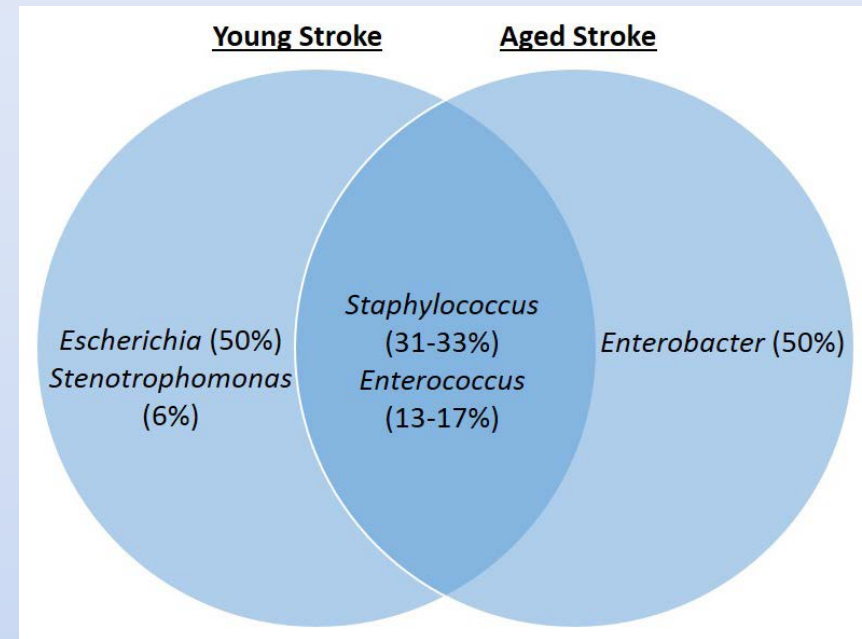 Young Stroke
Aged Stroke
Escherichia (50%)
Stenotrophomonas
(6%)
Staphylococcus
(31-33%)
Enterococcus
(13-17%)
Enterobacter (50%)